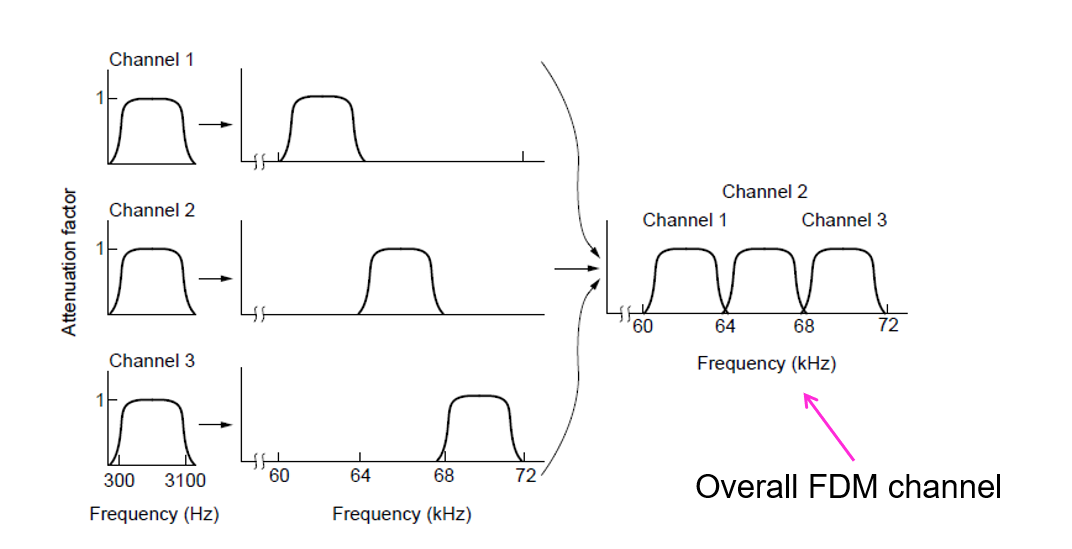 Channel 1
1
Channel 2
1
Attenuation factor
Channel 3
1
300 3100
Frequency (Hz)
60 64 68 72
Frequency (kHz)
Channel 2
Channel 1 Channel 3
60 64 68 72
Frequency (kHz)
Overall FDM channel